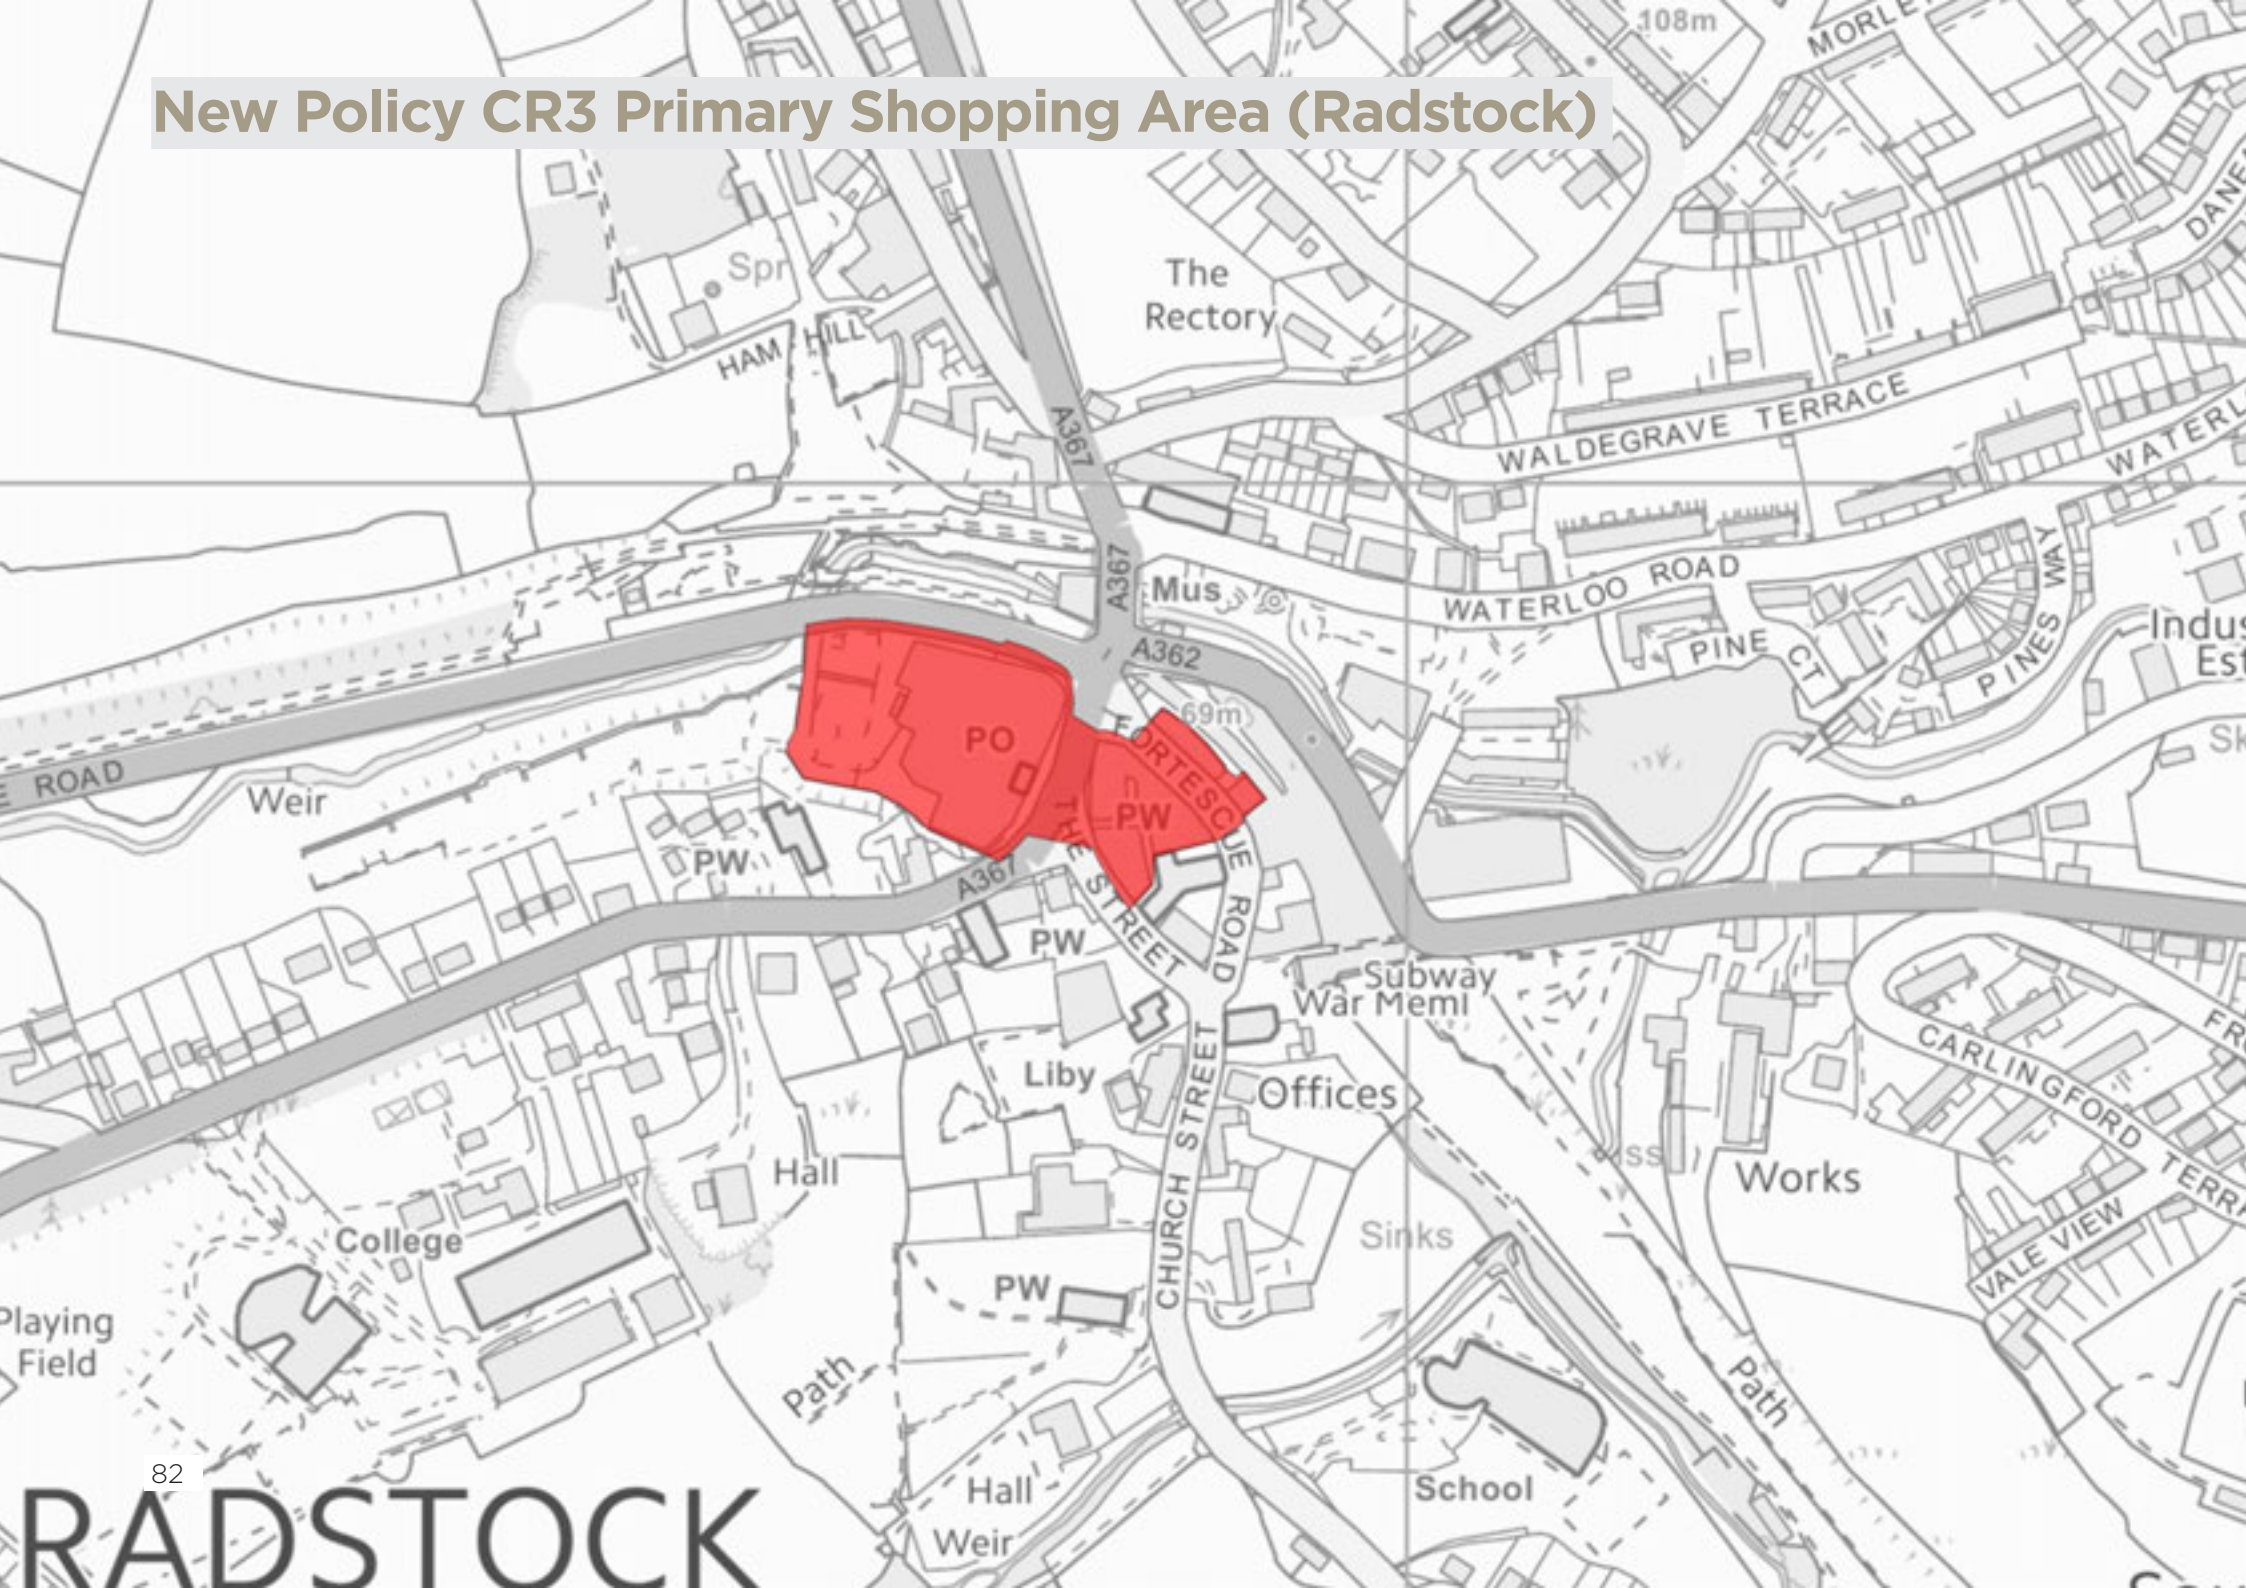 108m
MORLE
New Policy CR3 Primary Shopping Area (Radstock)
DANE
Spr
The
Rectory
HAM HILL
A367
WALDEGRAVE TERRACE
WATERL
A367
Mus
WATERLOO ROAD
PINE CT
PINES WAY
Indus
Est
A362
69m
FORTESCUE ROAD
PO
PW
THE STREET
Sk
E ROAD
Weir
PW
A367
PW
Subway
War Meml
CARLINGFORD TERRA
FR
Liby
Offices
CHURCH STREET
Hall
ss
Works
College
Sinks
VALE VIEW
PW
Playing
Field
Path
Path
82
Hall
School
Weir
RADSTOCK